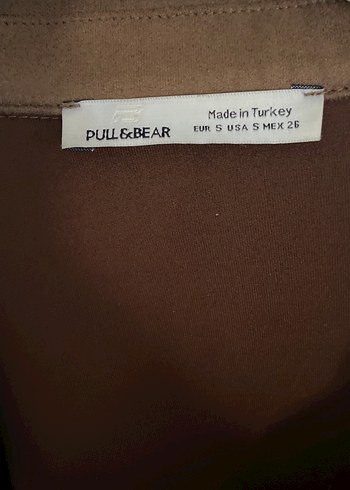 PULL&BEAR
Made in Turkey
EUR S USA S MEX 26